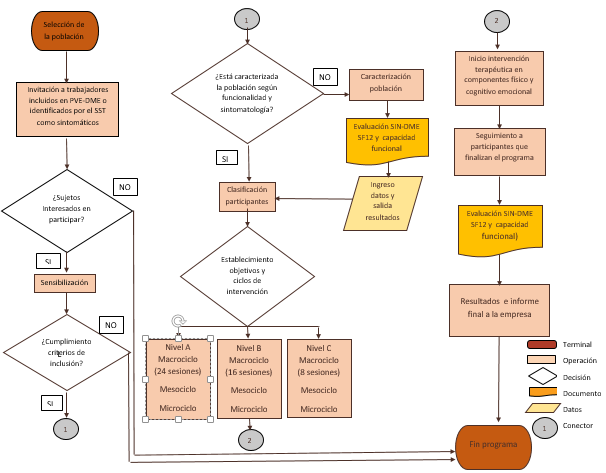 Selección de
la población
Invitación a trabajadores
incluidos en PVE-DME o
identificados por el SST
como sintomáticos
¿Sujetos
interesados en
participar?
NO
SI
Sensibilización
¿Cumplimiento
criterios de
inclusión?
NO
SI
1
1
¿Está caracterizada
la población según
funcionalidad y
sintomatología?
NO
SI
Caracterización
población
Evaluación SIN-DME
SF12 y capacidad
funcional
Ingreso
datos y
salida
resultados
Clasificación
participantes
Establecimiento
objetivos y
ciclos de
intervención
Nivel A
Macrociclo
(24 sesiones)
Mesociclo
Microciclo
Nivel B
Macrociclo
(16 sesiones)
Mesociclo
Microciclo
Nivel C
Macrociclo
(8 sesiones)
Mesociclo
Microciclo
2
2
Inicio intervención
terapéutica en
componentes físico y
cognitivo emocional
Seguimiento a
participantes que
finalizan el programa
Evaluación SIN-DME
SF12 y capacidad
funcional)
Resultados e informe
final a la empresa
Fin programa
Terminal
Operación
Decisión
Documento
Datos
1
Conector